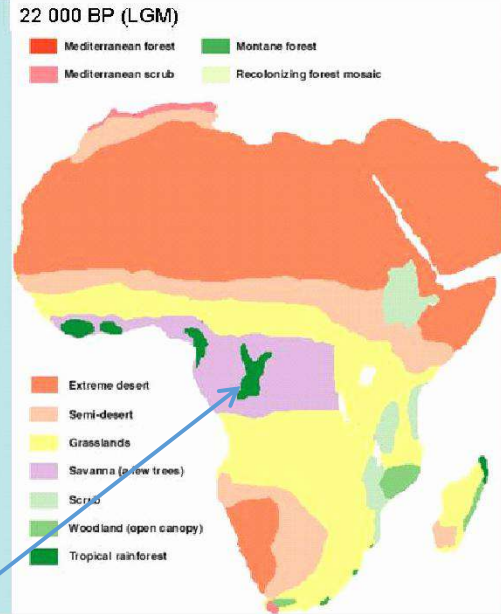 22 000 BP (LGM)
Mediterranean forest
Montane forest
Mediterranean scrub
Recolonizing forest mosaic
Extreme desert
Semi-desert
Grasslands
Savanna (a few trees)
Scrub
Woodland (open canopy)
Tropical rainforest